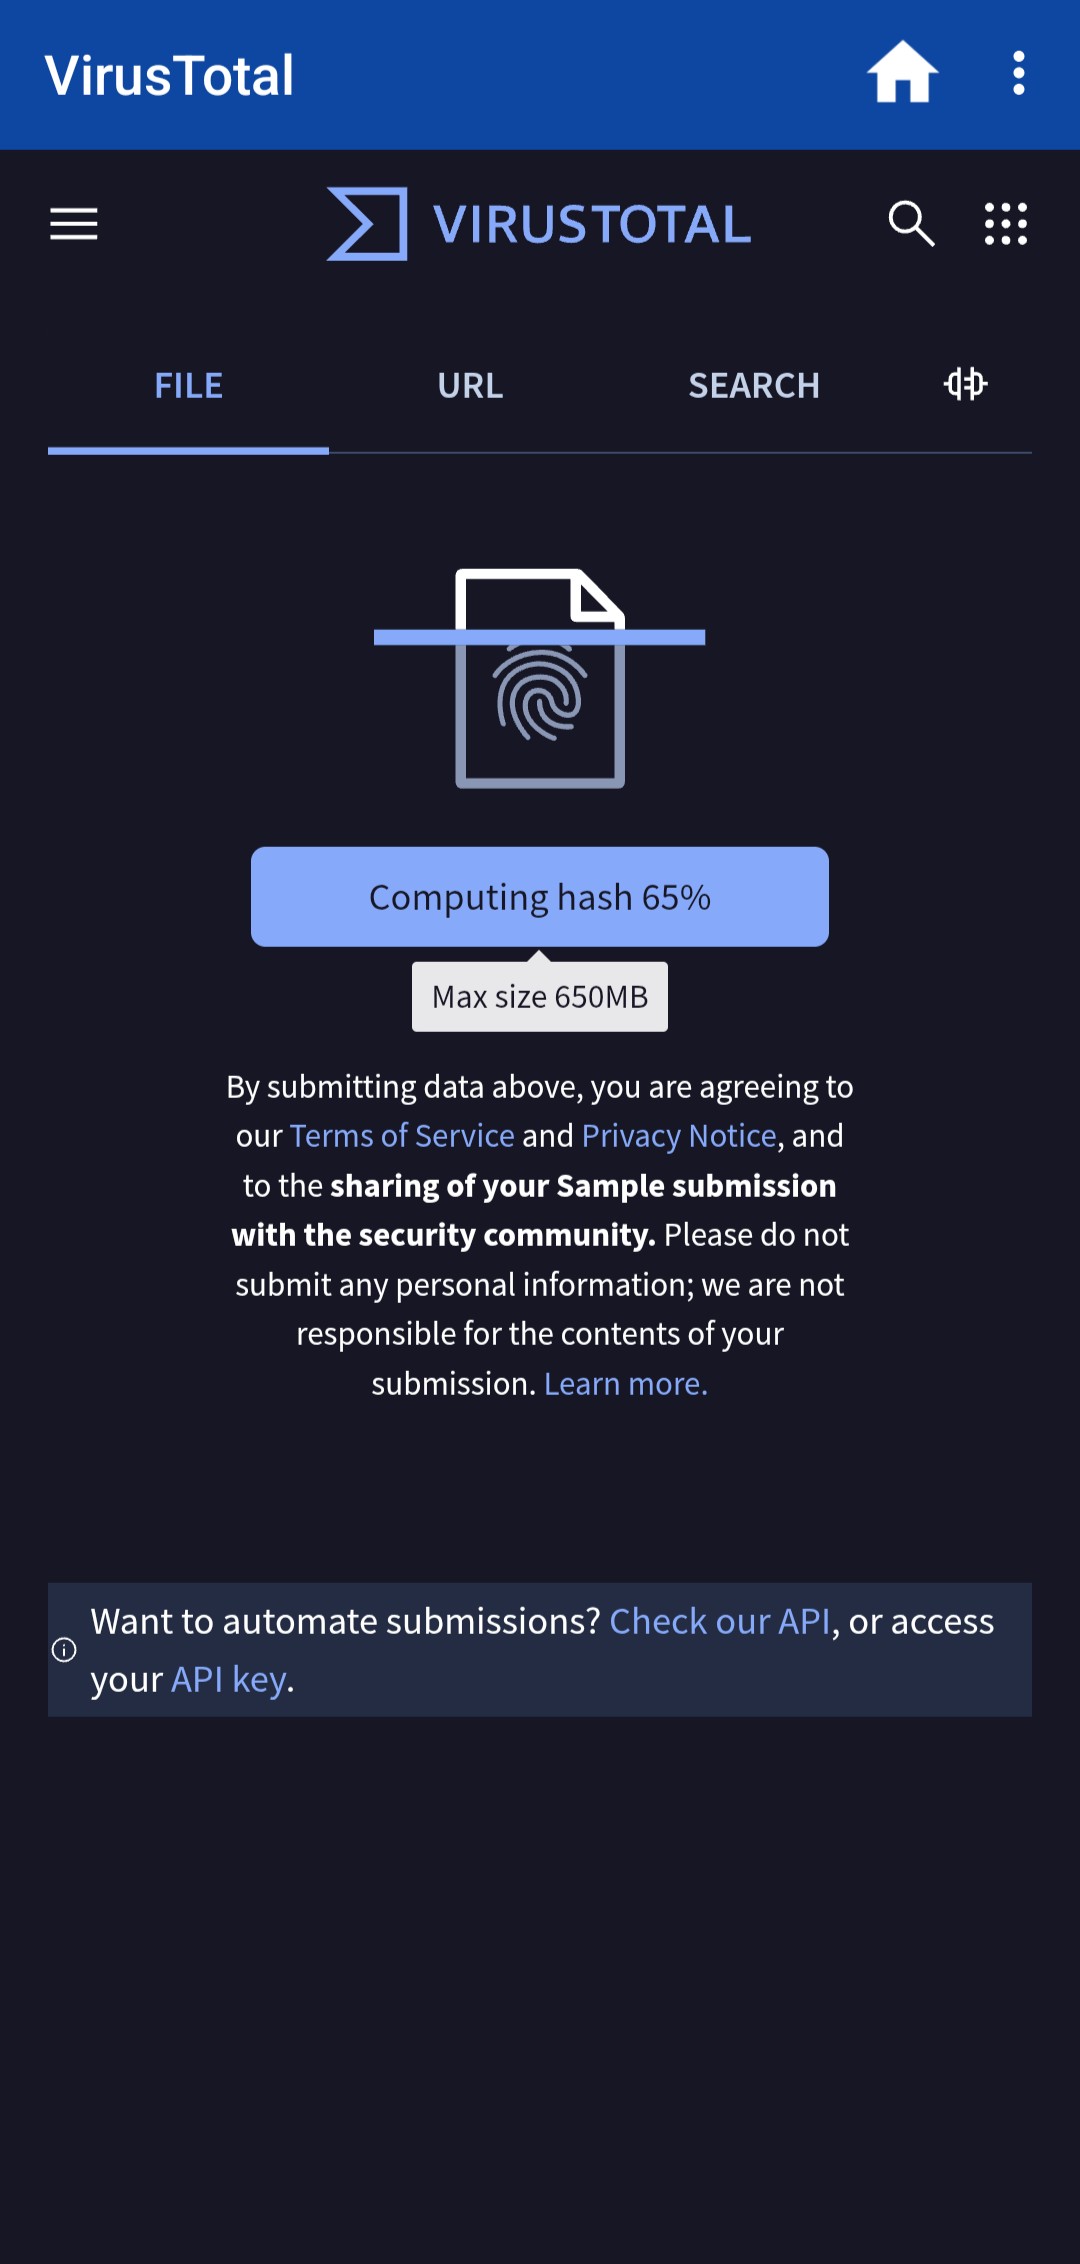 VirusTotal
VIRUSTOTAL
FILE URL SEARCH
Computing hash 65%
Max size 650MB
By submitting data above, you are agreeing to
our Terms of Service and Privacy Notice, and
to the sharing of your Sample submission
with the security community. Please do not
submit any personal information; we are not
responsible for the contents of your
submission. Learn more.
Want to automate submissions? Check our API, or access
your API key.